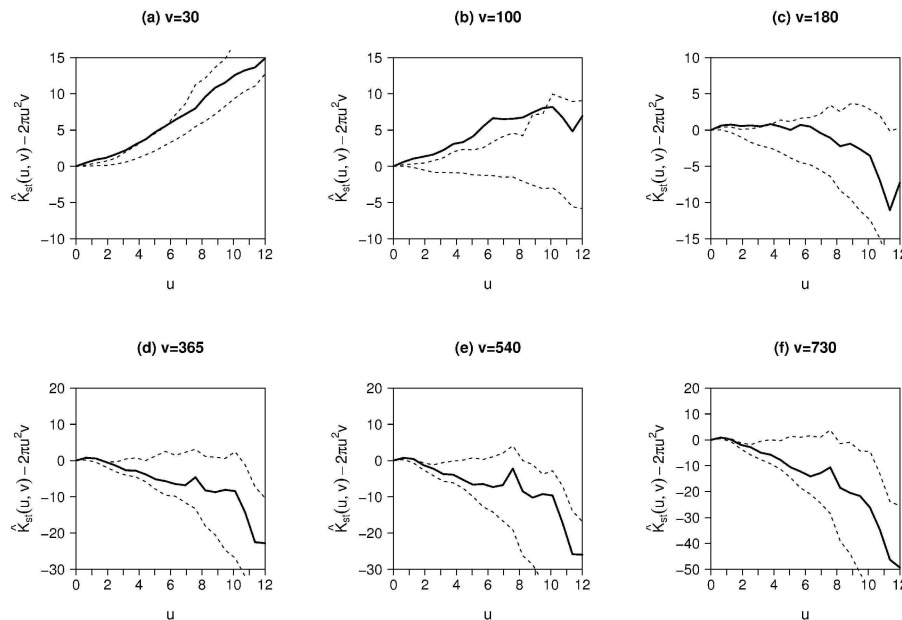 (a) v=30
(b) v=100
(c) v=180
15
10
5
0
−5
−10
K̂st(u, v) − 2πu²v
0 2 4 6 8 10 12
u
15
10
5
0
−5
−10
K̂st(u, v) − 2πu²v
0 2 4 6 8 10 12
u
10
5
0
−5
−10
−15
K̂st(u, v) − 2πu²v
0 2 4 6 8 10 12
u
(d) v=365
(e) v=540
(f) v=730
20
10
0
−10
−20
−30
K̂st(u, v) − 2πu²v
0 2 4 6 8 10 12
u
20
10
0
−10
−20
−30
K̂st(u, v) − 2πu²v
0 2 4 6 8 10 12
u
20
10
0
−10
−20
−30
−40
−50
K̂st(u, v) − 2πu²v
0 2 4 6 8 10 12
u